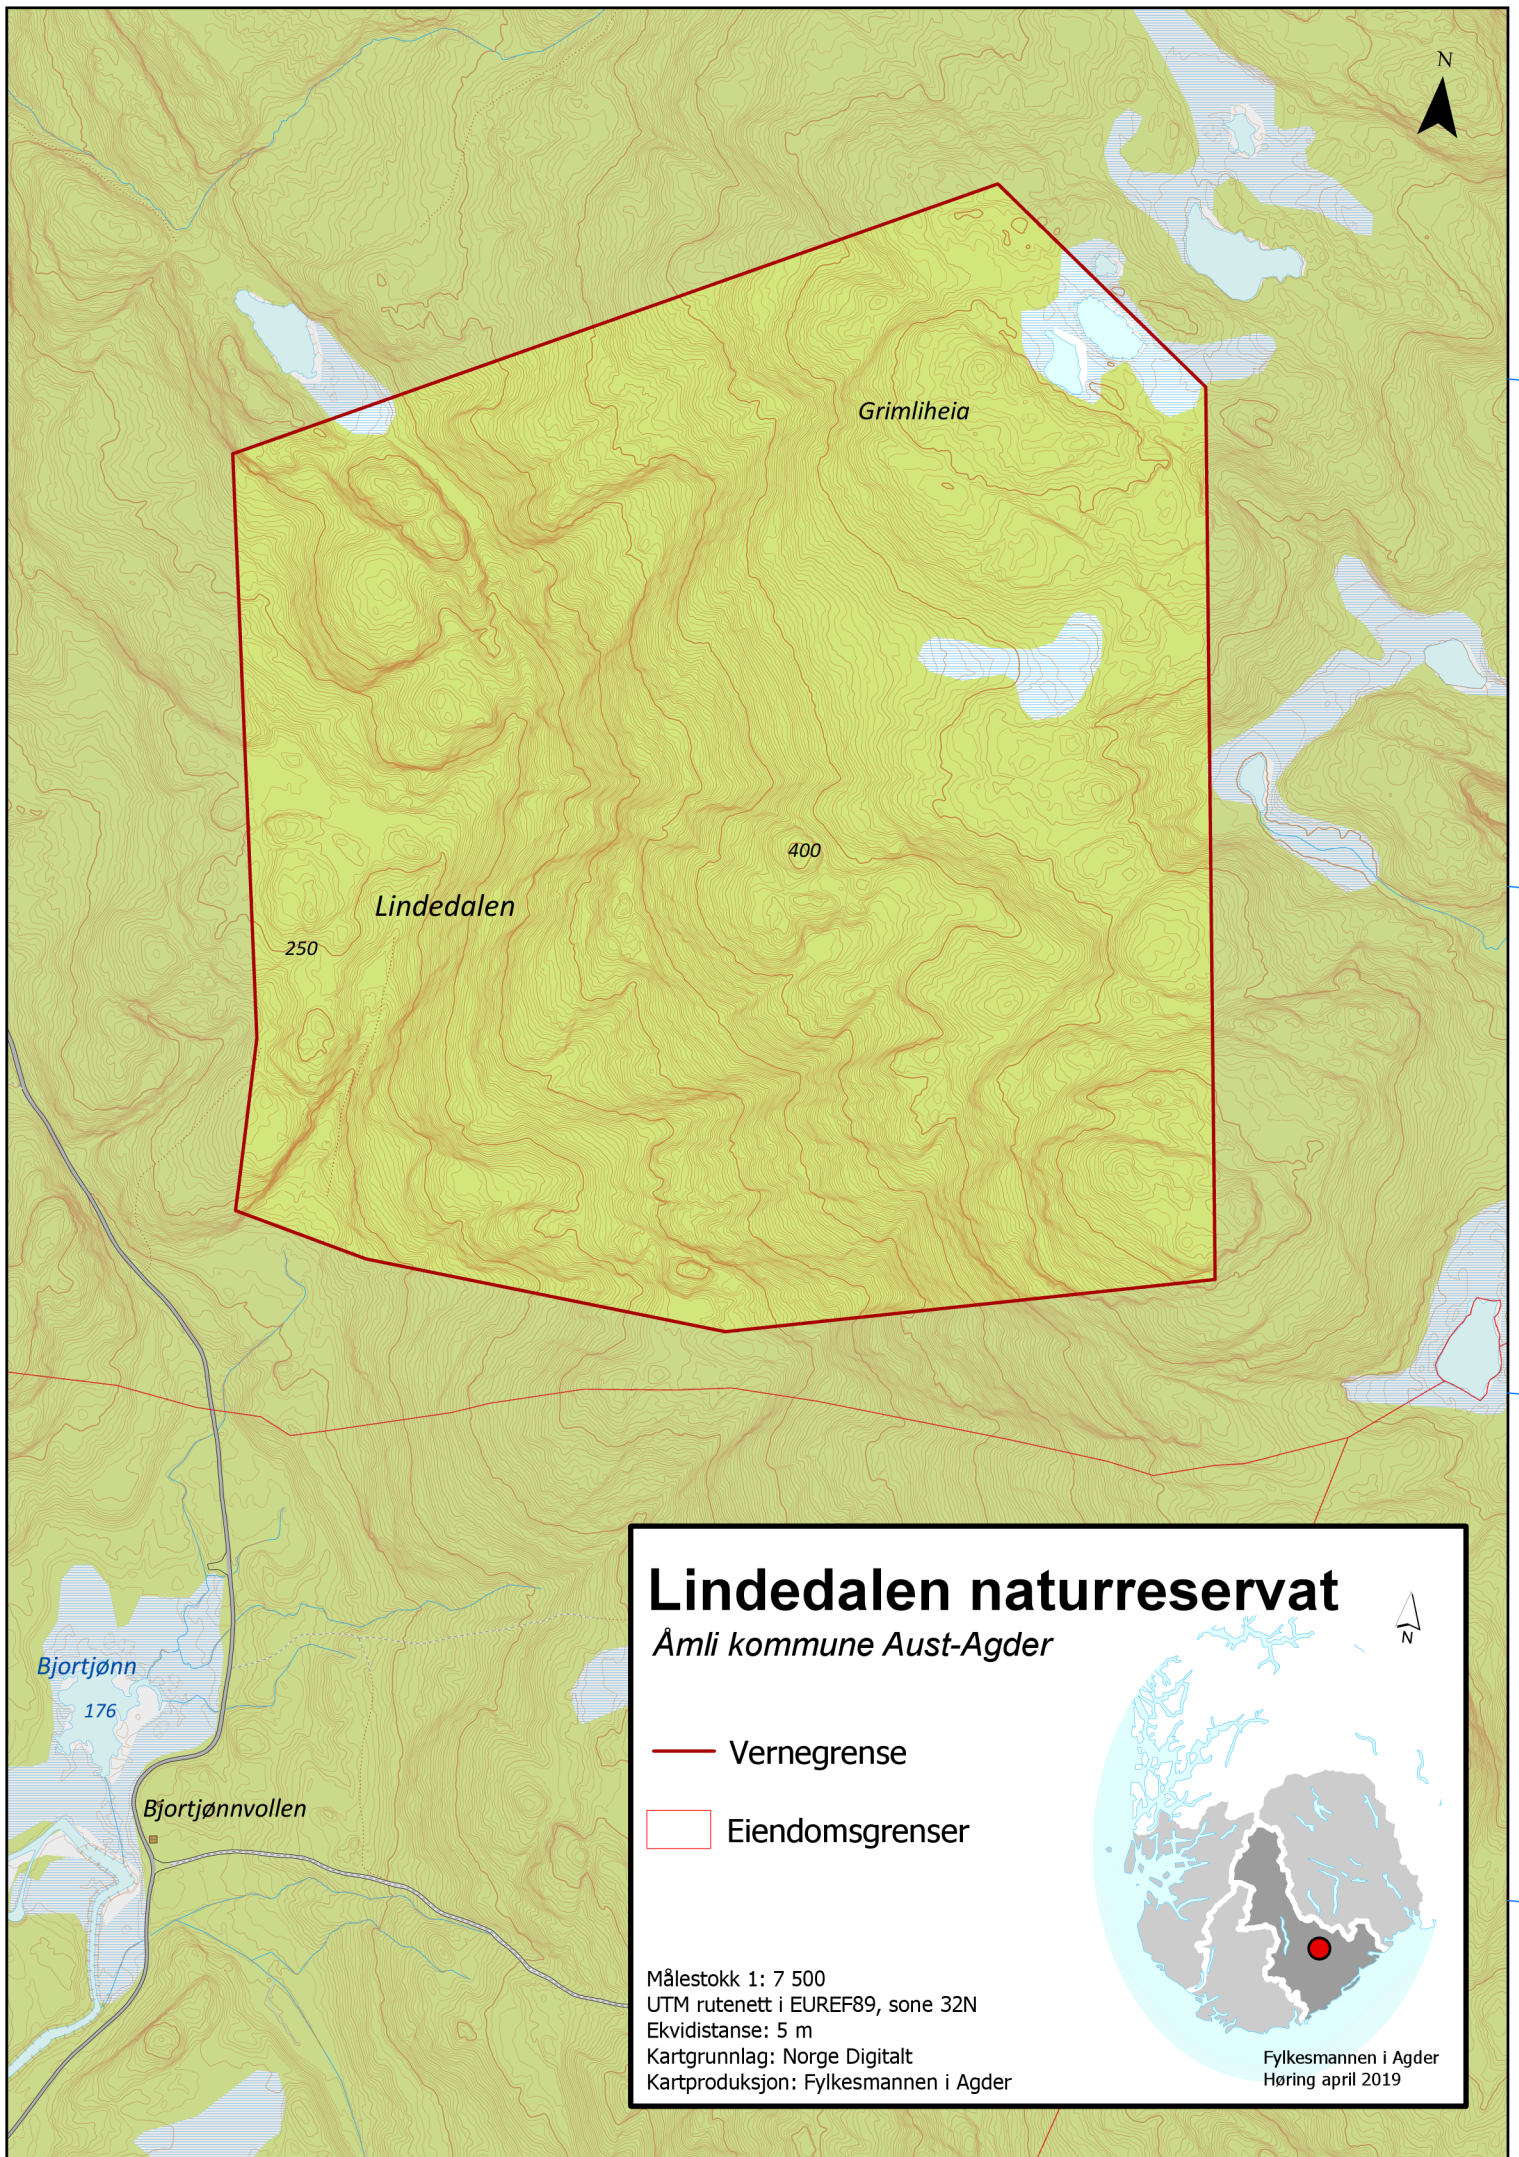 N
Grimliheia
400
Lindedalen
250
Bjortjønn
176
Bjortjønnvollen
Lindedalen naturreservat
Åmli kommune Aust-Agder
N
Vernegrense
Eiendomsgrenser
Målestokk 1: 7 500
UTM rutenett i EUREF89, sone 32N
Ekvidistanse: 5 m
Kartgrunnlag: Norge Digitalt
Kartproduksjon: Fylkesmannen i Agder
Fylkesmannen i Agder
Høring april 2019